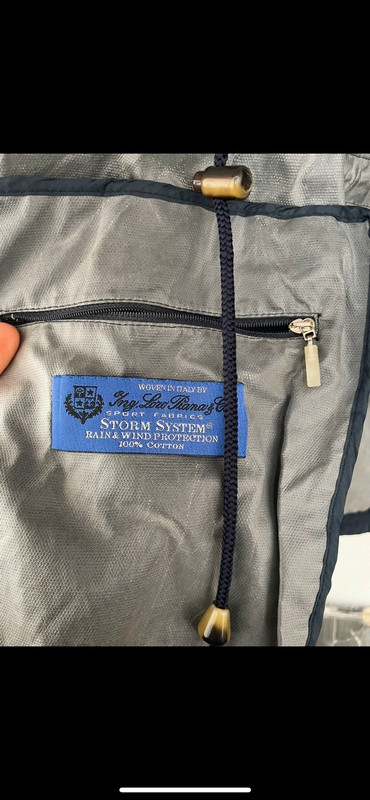 WOVEN IN ITALY BY
Ing. Loro Piana & C.
SPORT FABRICS
STORM SYSTEM®
RAIN & WIND PROTECTION
100% COTTON